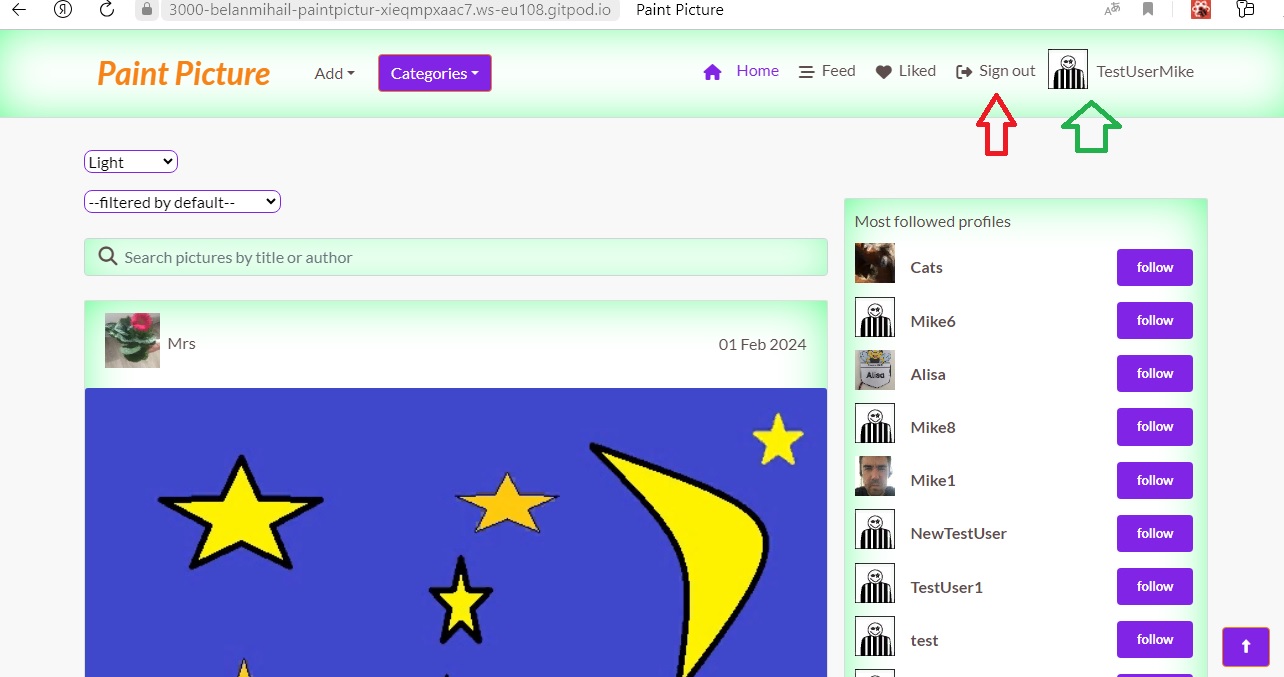 3000-belanmihail-paintpictur-xieqmpxaac7.ws-eu108.gitpod.io Paint Picture
Paint Picture Add Categories Home Feed Liked Sign out TestUserMike
Light
--filtered by default--
Search pictures by title or author
Mrs 01 Feb 2024
Most followed profiles
Cats follow
Mike6 follow
Alisa follow
Mike8 follow
Mike1 follow
NewTestUser follow
TestUser1 follow
test follow